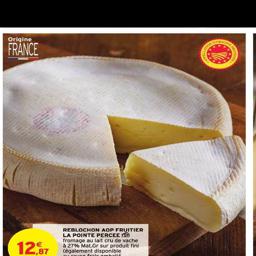 Origine
FRANCE
REBLOCHON AOP FRUITIER
LA POINTE PERCÉE
fromage au lait cru de vache
à 27% Mat.Gr sur produit fini
(également disponible
12€,87